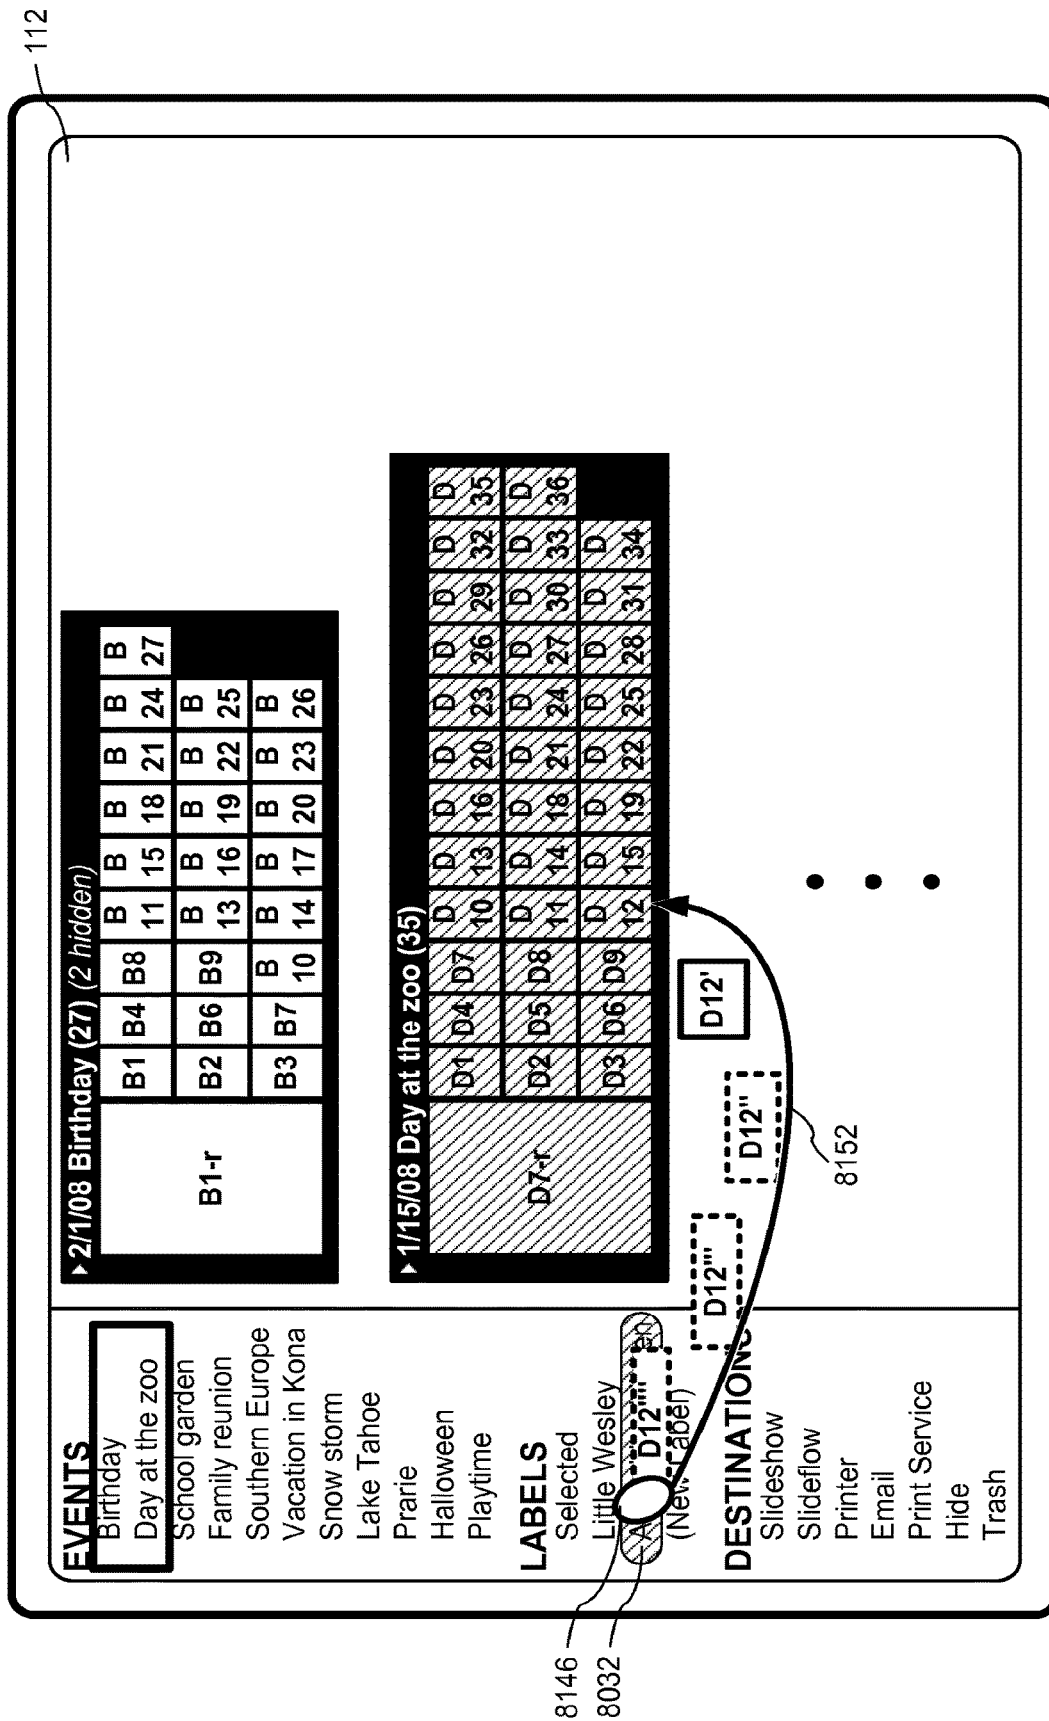 112
EVENTS
Birthday
Day at the zoo
School garden
Family reunion
Southern Europe
Vacation in Kona
Snow storm
Lake Tahoe
Prarie
Halloween
Playtime
LABELS
Selected
Little Wesley
(New Label)
DESTINATIONS
Slideshow
Slideflow
Printer
Email
Print Service
Hide
Trash
8146
8032
2/1/08 Birthday (27) (2 hidden)
B1-r
B1 B4 B8 B 11 B 15 B 18 B 21 B 24 B 27
B2 B6 B9 B 13 B 16 B 19 B 22 B 25
B3 B7 B 10 B 14 B 17 B 20 B 23 B 26
1/15/08 Day at the zoo (35)
D7-r
D1 D4 D7 D 10 D 13 D 16 D 20 D 23 D 26 D 29 D 32 D 35
D2 D5 D8 D 11 D 14 D 18 D 21 D 24 D 27 D 30 D 33 D 36
D3 D6 D9 D 12 D 15 D 19 D 22 D 25 D 28 D 31 D 34
D12'
D12''
D12'''
D12''''
8152